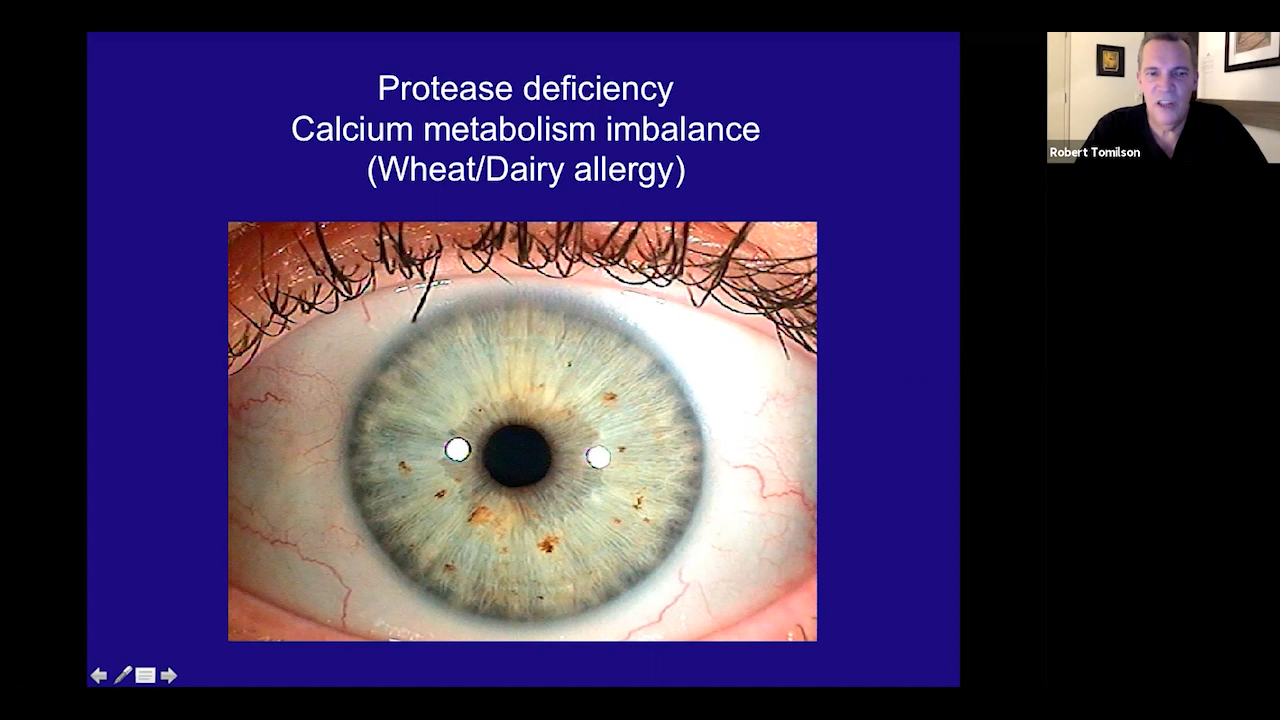 Protease deficiency
Calcium metabolism imbalance
(Wheat/Dairy allergy)
Robert Tomilson